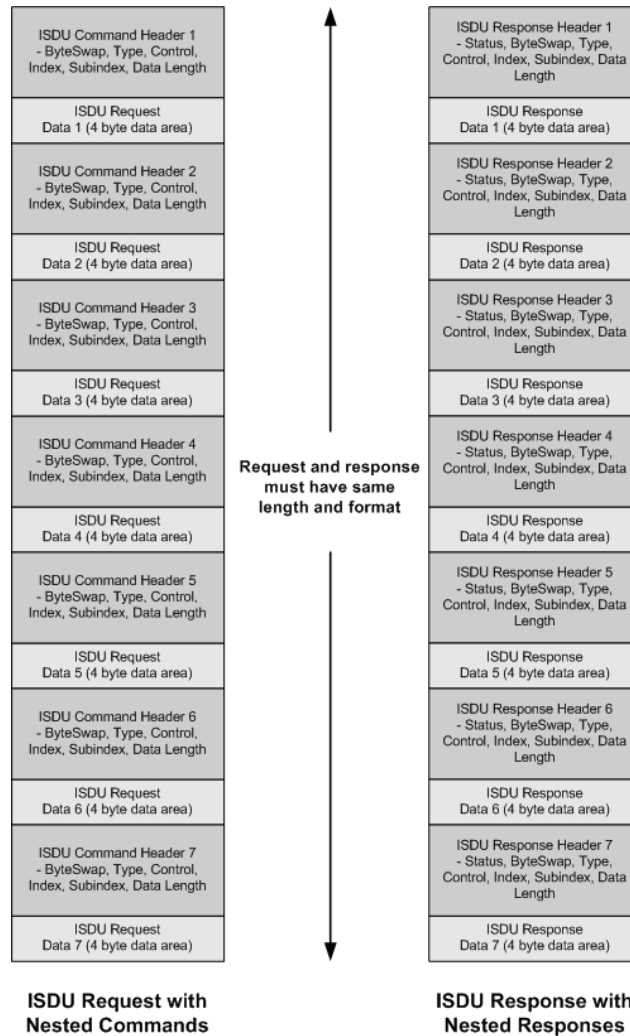 ISDU Command Header 1
- ByteSwap, Type, Control,
Index, Subindex, Data Length
ISDU Request
Data 1 (4 byte data area)
ISDU Command Header 2
- ByteSwap, Type, Control,
Index, Subindex, Data Length
ISDU Request
Data 2 (4 byte data area)
ISDU Command Header 3
- ByteSwap, Type, Control,
Index, Subindex, Data Length
ISDU Request
Data 3 (4 byte data area)
ISDU Command Header 4
- ByteSwap, Type, Control,
Index, Subindex, Data Length
ISDU Request
Data 4 (4 byte data area)
ISDU Command Header 5
- ByteSwap, Type, Control,
Index, Subindex, Data Length
ISDU Request
Data 5 (4 byte data area)
ISDU Command Header 6
- ByteSwap, Type, Control,
Index, Subindex, Data Length
ISDU Request
Data 6 (4 byte data area)
ISDU Command Header 7
- ByteSwap, Type, Control,
Index, Subindex, Data Length
ISDU Request
Data 7 (4 byte data area)
ISDU Request with
Nested Commands
Request and response
must have same
length and format
ISDU Response Header 1
- Status, ByteSwap, Type,
Control, Index, Subindex, Data
Length
ISDU Response
Data 1 (4 byte data area)
ISDU Response Header 2
- Status, ByteSwap, Type,
Control, Index, Subindex, Data
Length
ISDU Response
Data 2 (4 byte data area)
ISDU Response Header 3
- Status, ByteSwap, Type,
Control, Index, Subindex, Data
Length
ISDU Response
Data 3 (4 byte data area)
ISDU Response Header 4
- Status, ByteSwap, Type,
Control, Index, Subindex, Data
Length
ISDU Response
Data 4 (4 byte data area)
ISDU Response Header 5
- Status, ByteSwap, Type,
Control, Index, Subindex, Data
Length
ISDU Response
Data 5 (4 byte data area)
ISDU Response Header 6
- Status, ByteSwap, Type,
Control, Index, Subindex, Data
Length
ISDU Response
Data 6 (4 byte data area)
ISDU Response Header 7
- Status, ByteSwap, Type,
Control, Index, Subindex, Data
Length
ISDU Response
Data 7 (4 byte data area)
ISDU Response with
Nested Responses